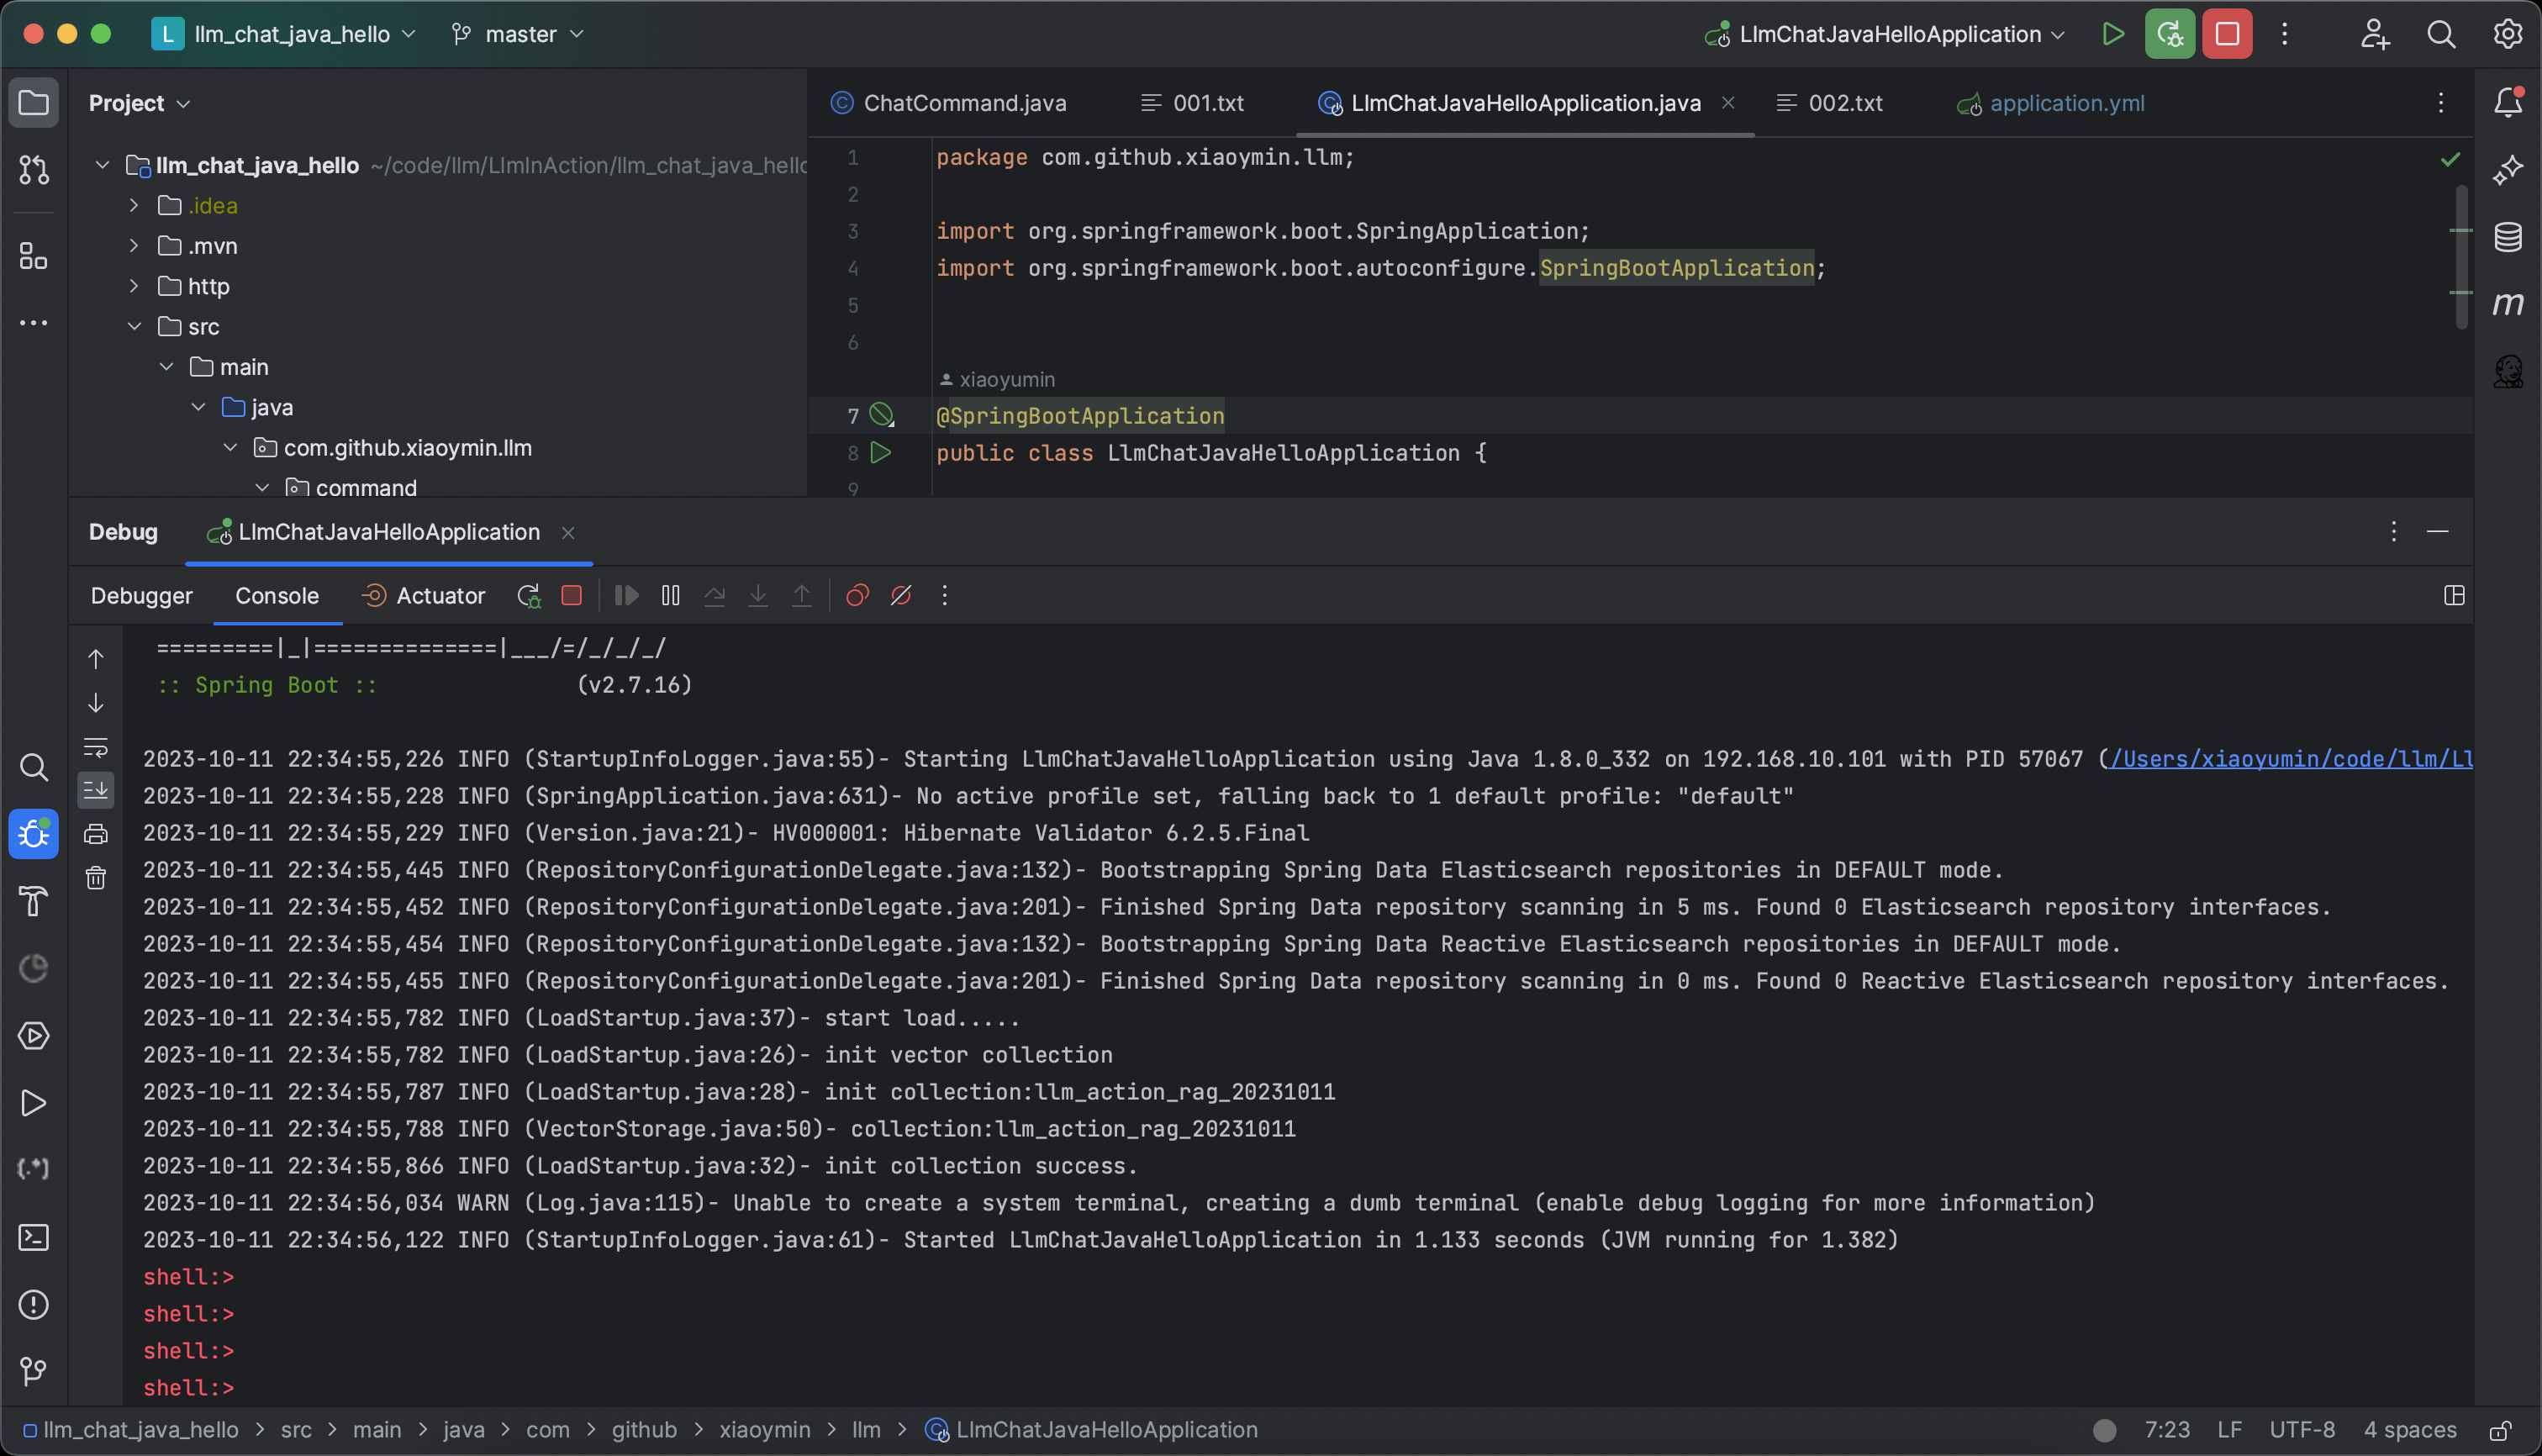 L llm_chat_java_hello master LlmChatJavaHelloApplication
Project
ChatCommand.java 001.txt LlmChatJavaHelloApplication.java 002.txt application.yml
llm_chat_java_hello ~/code/llm/LlmInAction/llm_chat_java_hello
.idea
.mvn
http
src
main
java
com.github.xiaoymin.llm
command
1 package com.github.xiaoymin.llm;
2
3 import org.springframework.boot.SpringApplication;
4 import org.springframework.boot.autoconfigure.SpringBootApplication;
5
6
xiaoyumin
7 @SpringBootApplication
8 public class LlmChatJavaHelloApplication {
9
m
Debug LlmChatJavaHelloApplication
Debugger Console Actuator
=========|_|==============|___/=/_/_/_/
:: Spring Boot :: (v2.7.16)
2023-10-11 22:34:55,226 INFO (StartupInfoLogger.java:55)- Starting LlmChatJavaHelloApplication using Java 1.8.0_332 on 192.168.10.101 with PID 57067 (/Users/xiaoyumin/code/llm/Ll
2023-10-11 22:34:55,228 INFO (SpringApplication.java:631)- No active profile set, falling back to 1 default profile: "default"
2023-10-11 22:34:55,229 INFO (Version.java:21)- HV000001: Hibernate Validator 6.2.5.Final
2023-10-11 22:34:55,445 INFO (RepositoryConfigurationDelegate.java:132)- Bootstrapping Spring Data Elasticsearch repositories in DEFAULT mode.
2023-10-11 22:34:55,452 INFO (RepositoryConfigurationDelegate.java:201)- Finished Spring Data repository scanning in 5 ms. Found 0 Elasticsearch repository interfaces.
2023-10-11 22:34:55,454 INFO (RepositoryConfigurationDelegate.java:132)- Bootstrapping Spring Data Reactive Elasticsearch repositories in DEFAULT mode.
2023-10-11 22:34:55,455 INFO (RepositoryConfigurationDelegate.java:201)- Finished Spring Data repository scanning in 0 ms. Found 0 Reactive Elasticsearch repository interfaces.
2023-10-11 22:34:55,782 INFO (LoadStartup.java:37)- start load.....
2023-10-11 22:34:55,782 INFO (LoadStartup.java:26)- init vector collection
2023-10-11 22:34:55,787 INFO (LoadStartup.java:28)- init collection:llm_action_rag_20231011
2023-10-11 22:34:55,788 INFO (VectorStorage.java:50)- collection:llm_action_rag_20231011
2023-10-11 22:34:55,866 INFO (LoadStartup.java:32)- init collection success.
2023-10-11 22:34:56,034 WARN (Log.java:115)- Unable to create a system terminal, creating a dumb terminal (enable debug logging for more information)
2023-10-11 22:34:56,122 INFO (StartupInfoLogger.java:61)- Started LlmChatJavaHelloApplication in 1.133 seconds (JVM running for 1.382)
shell:>
shell:>
shell:>
shell:>
llm_chat_java_hello > src > main > java > com > github > xiaoymin > llm > LlmChatJavaHelloApplication 7:23 LF UTF-8 4 spaces